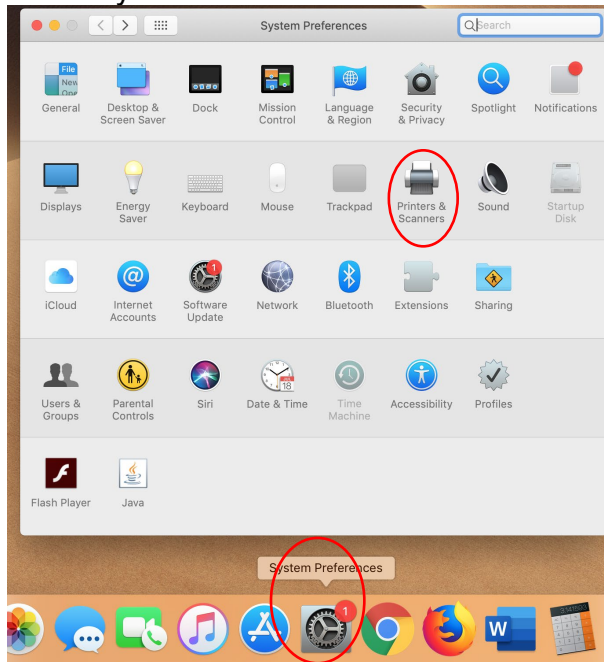 System Preferences
Search
File
New
One
General
Desktop &
Screen Saver
Dock
Mission
Control
Language
& Region
Security
& Privacy
Spotlight
Notifications
Displays
Energy
Saver
Keyboard
Mouse
Trackpad
Printers &
Scanners
Sound
Startup
Disk
iCloud
Internet
Accounts
1
Software
Update
Network
Bluetooth
Extensions
Sharing
Users &
Groups
Parental
Controls
Siri
18
Date & Time
Time
Machine
Accessibility
Profiles
Flash Player
Java
System Preferences
1
W